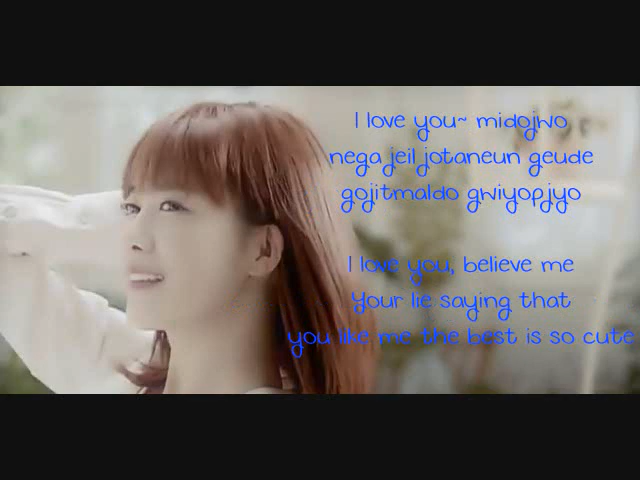 I love you~ midojwo
nega jeil jotaneun geude
gojitmaldo gwiyopjyo
I love you, believe me
Your lie saying that
you like me the best is so cute